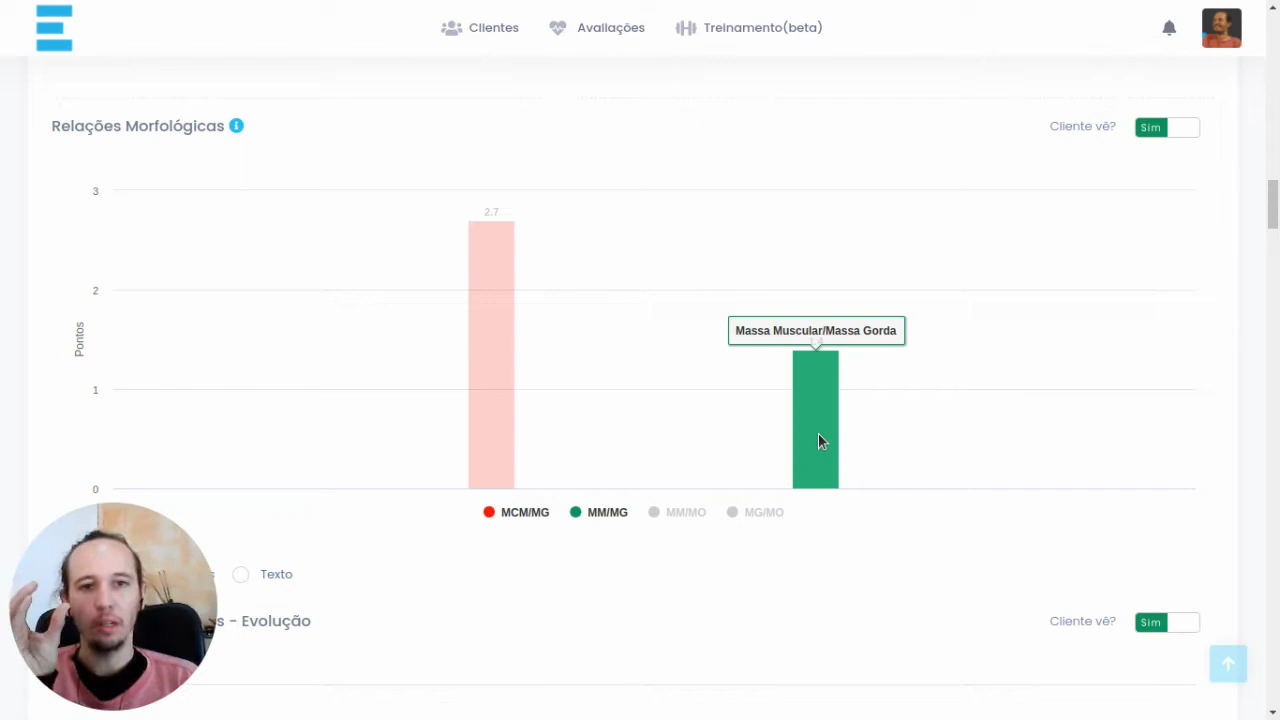 Clientes
Avaliações
Treinamento(beta)
Relações Morfológicas
Cliente vê?
Sim
3
2.7
2
Massa Muscular/Massa Gorda
Pontos
1
0
MCM/MG
MM/MG
MM/MO
MG/MO
Texto
s - Evolução
Cliente vê?
Sim